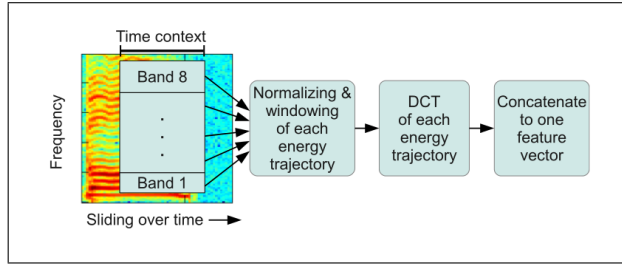 Time context
Frequency
Band 8
.
.
.
Band 1
Sliding over time
Normalizing &
windowing
of each
energy
trajectory
DCT
of each
energy
trajectory
Concatenate
to one
feature
vector